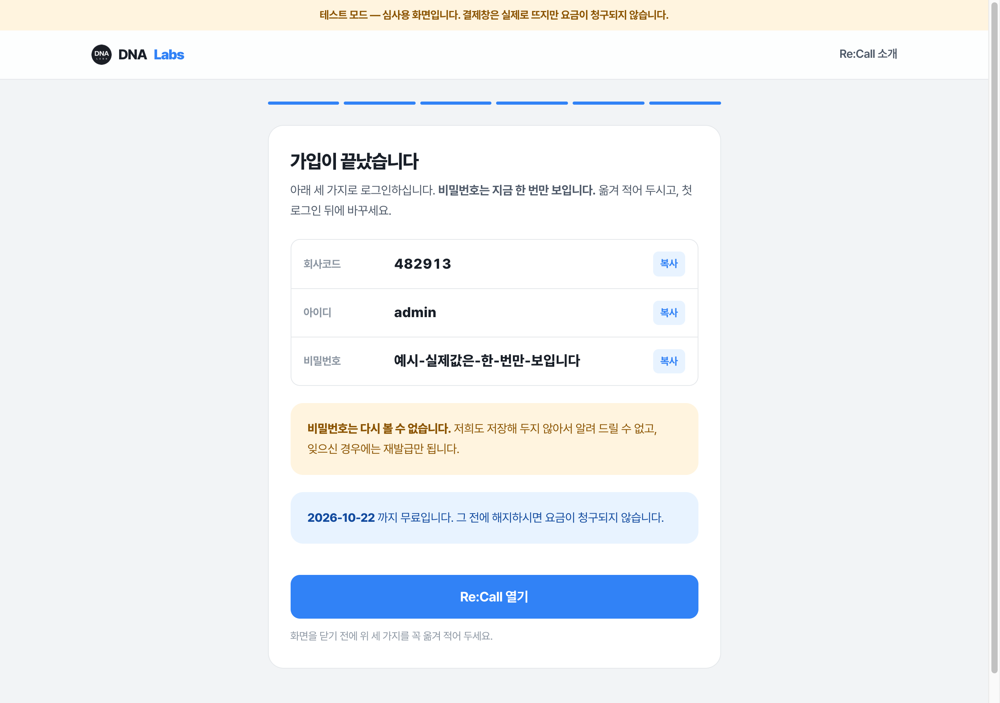 테스트 모드 — 심사용 화면입니다. 결제창은 실제로 뜨지만 요금이 청구되지 않습니다.
DNA LABS DNA Labs
Re:Call 소개
가입이 끝났습니다
아래 세 가지로 로그인하십니다. 비밀번호는 지금 한 번만 보입니다. 옮겨 적어 두시고, 첫
로그인 뒤에 바꾸세요.
회사코드 482913 복사
아이디 admin 복사
비밀번호 예시-실제값은-한-번만-보입니다 복사
비밀번호는 다시 볼 수 없습니다. 저희도 저장해 두지 않아서 알려 드릴 수 없고,
잊으신 경우에는 재발급만 됩니다.
2026-10-22 까지 무료입니다. 그 전에 해지하시면 요금이 청구되지 않습니다.
Re:Call 열기
화면을 닫기 전에 위 세 가지를 꼭 옮겨 적어 두세요.